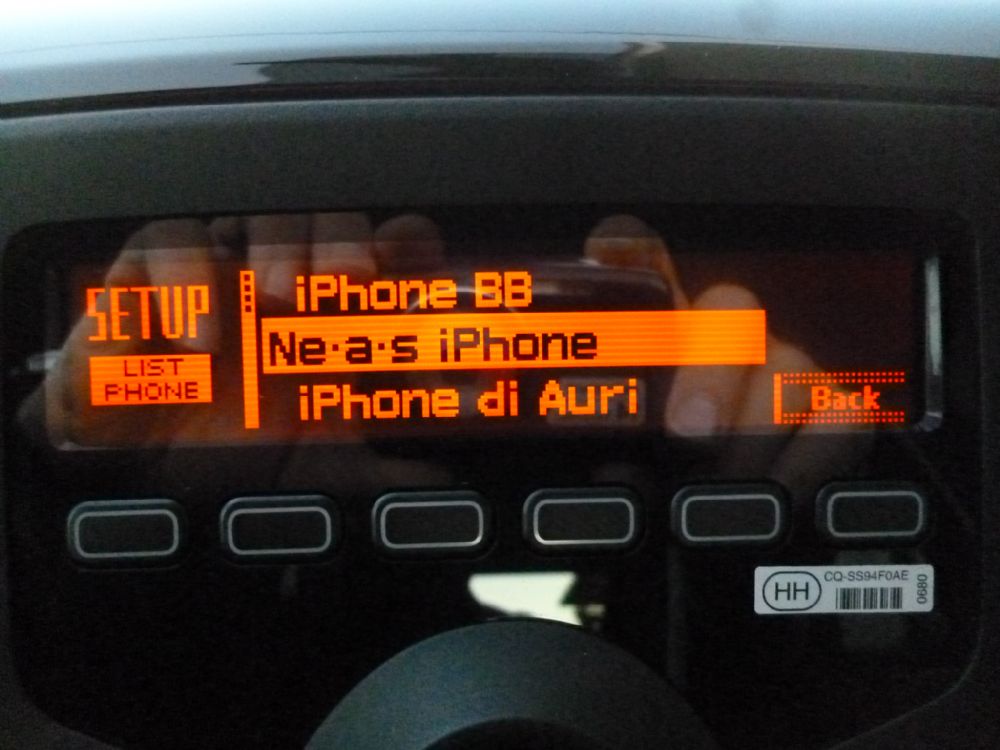 SETUP
LIST
PHONE
iPhone BB
Ne·a·s iPhone
iPhone di Auri
Back
HH
CQ-SS94F0AE
0680